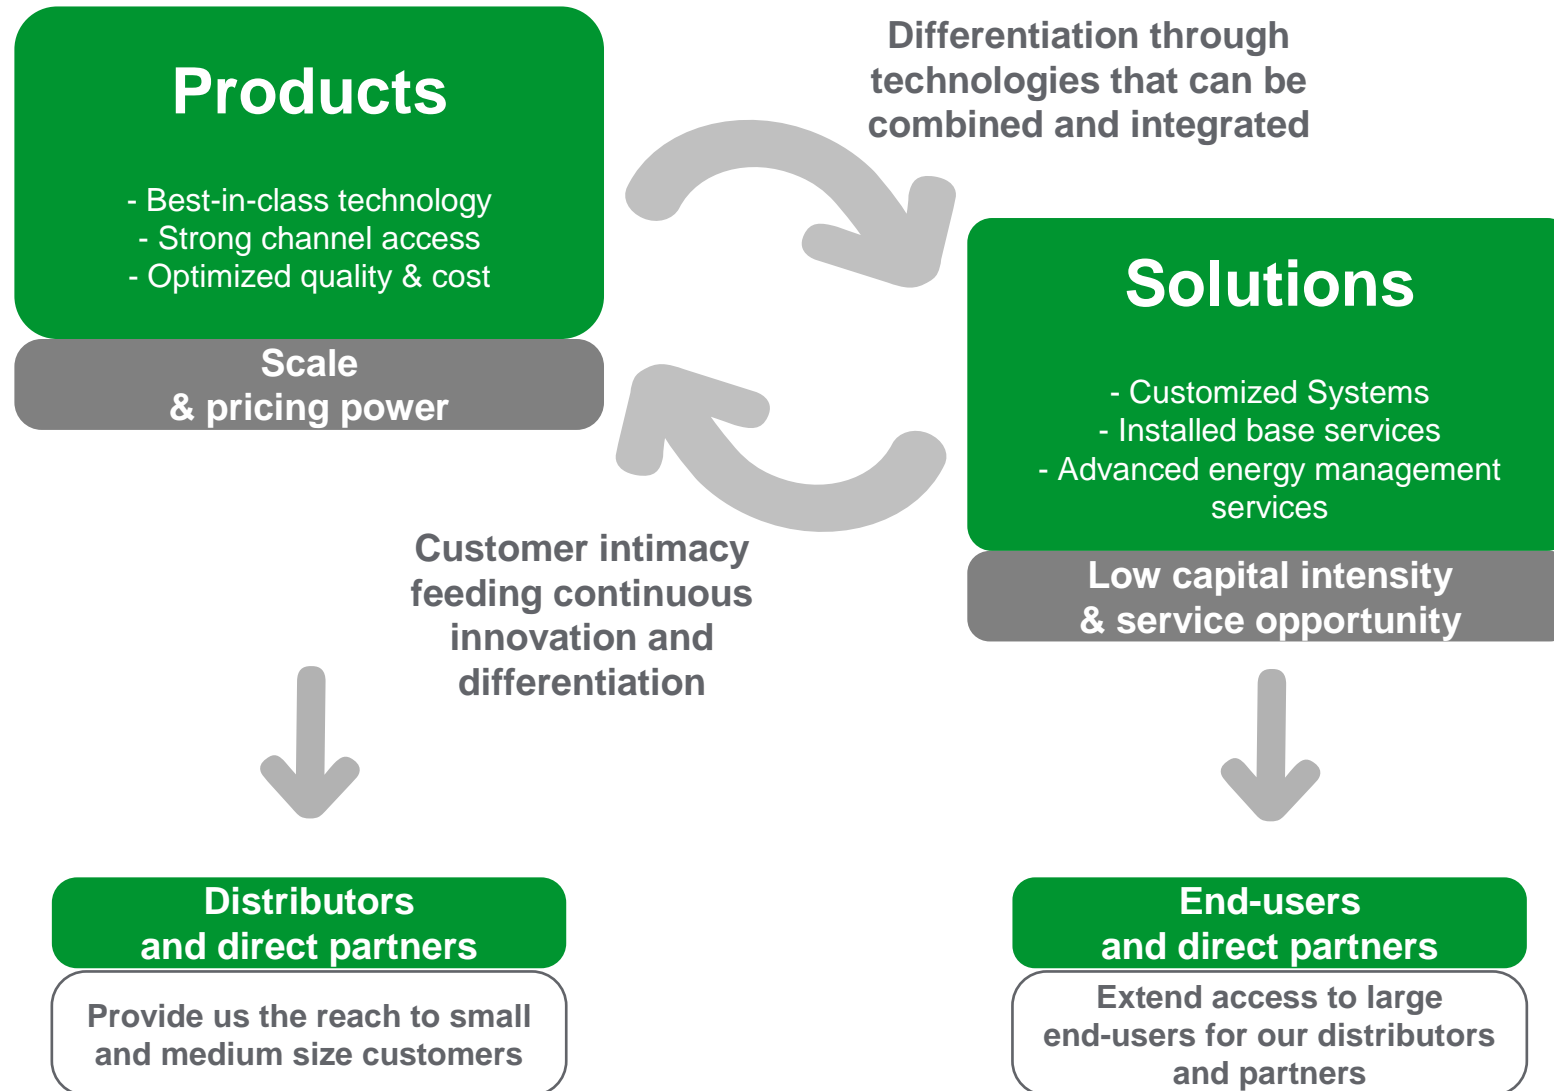 Products
- Best-in-class technology
- Strong channel access
- Optimized quality & cost
Scale
& pricing power
Differentiation through
technologies that can be
combined and integrated
Solutions
- Customized Systems
- Installed base services
- Advanced energy management
services
Low capital intensity
& service opportunity
Customer intimacy
feeding continuous
innovation and
differentiation
Distributors
and direct partners
Provide us the reach to small
and medium size customers
End-users
and direct partners
Extend access to large
end-users for our distributors
and partners